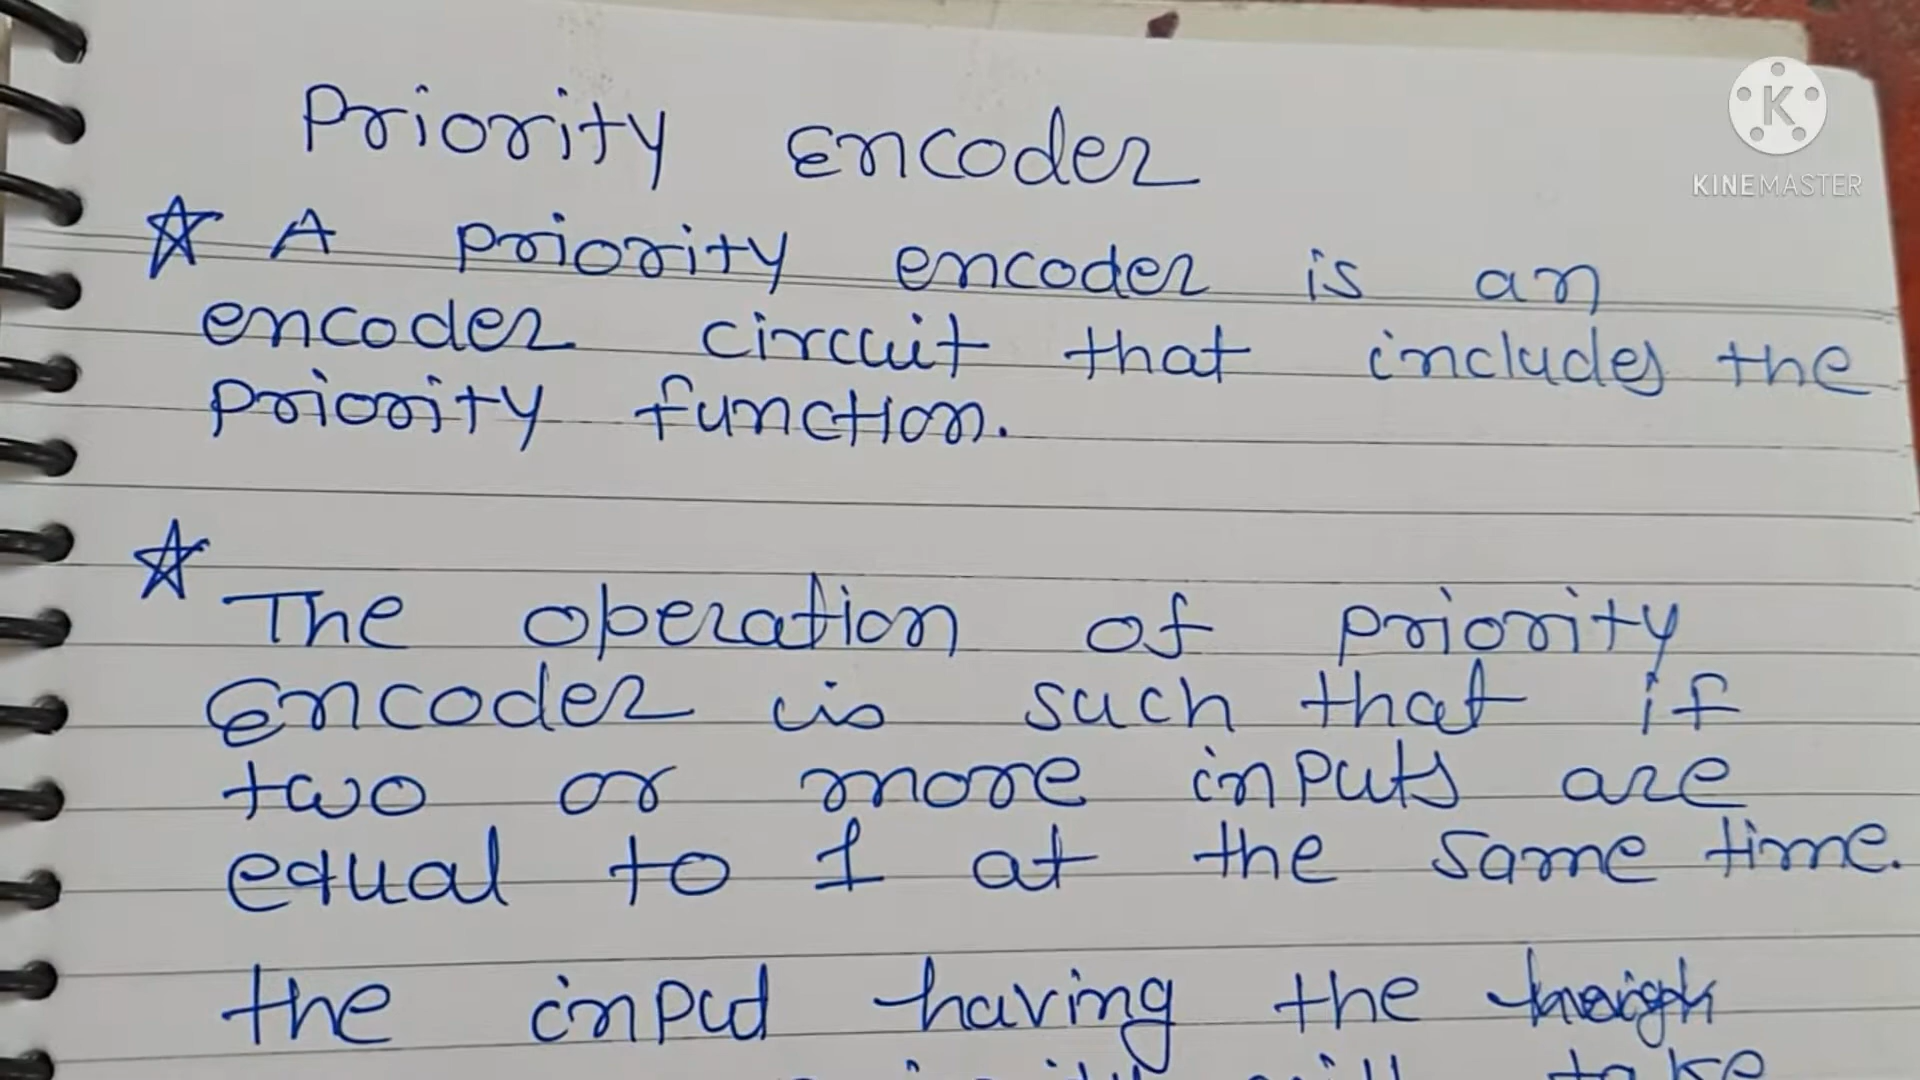 Priority Encoder
KINEMASTER
☆ A priority encoder is an
encoder circuit that includes the
priority function.
☆
The operation of priority
Encoder is such that if
two or more inputs are
equal to 1 at the same time.
the input having the
will take